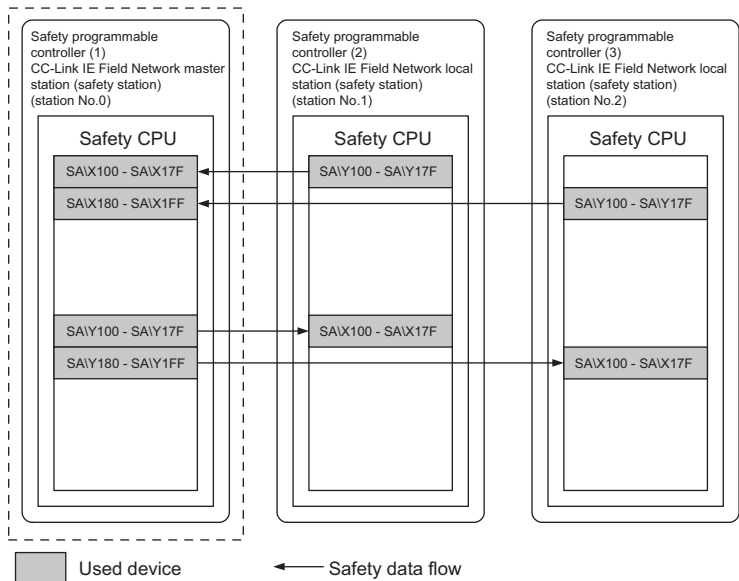 Safety programmable
controller (1)
CC-Link IE Field Network master
station (safety station)
(station No.0)
Safety CPU
SA\X100 - SA\X17F
SA\X180 - SA\X1FF
SA\Y100 - SA\Y17F
SA\Y180 - SA\Y1FF
Safety programmable
controller (2)
CC-Link IE Field Network local
station (safety station)
(station No.1)
Safety CPU
SA\Y100 - SA\Y17F
SA\X100 - SA\X17F
Safety programmable
controller (3)
CC-Link IE Field Network local
station (safety station)
(station No.2)
Safety CPU
SA\Y100 - SA\Y17F
SA\X100 - SA\X17F
Used device
Safety data flow